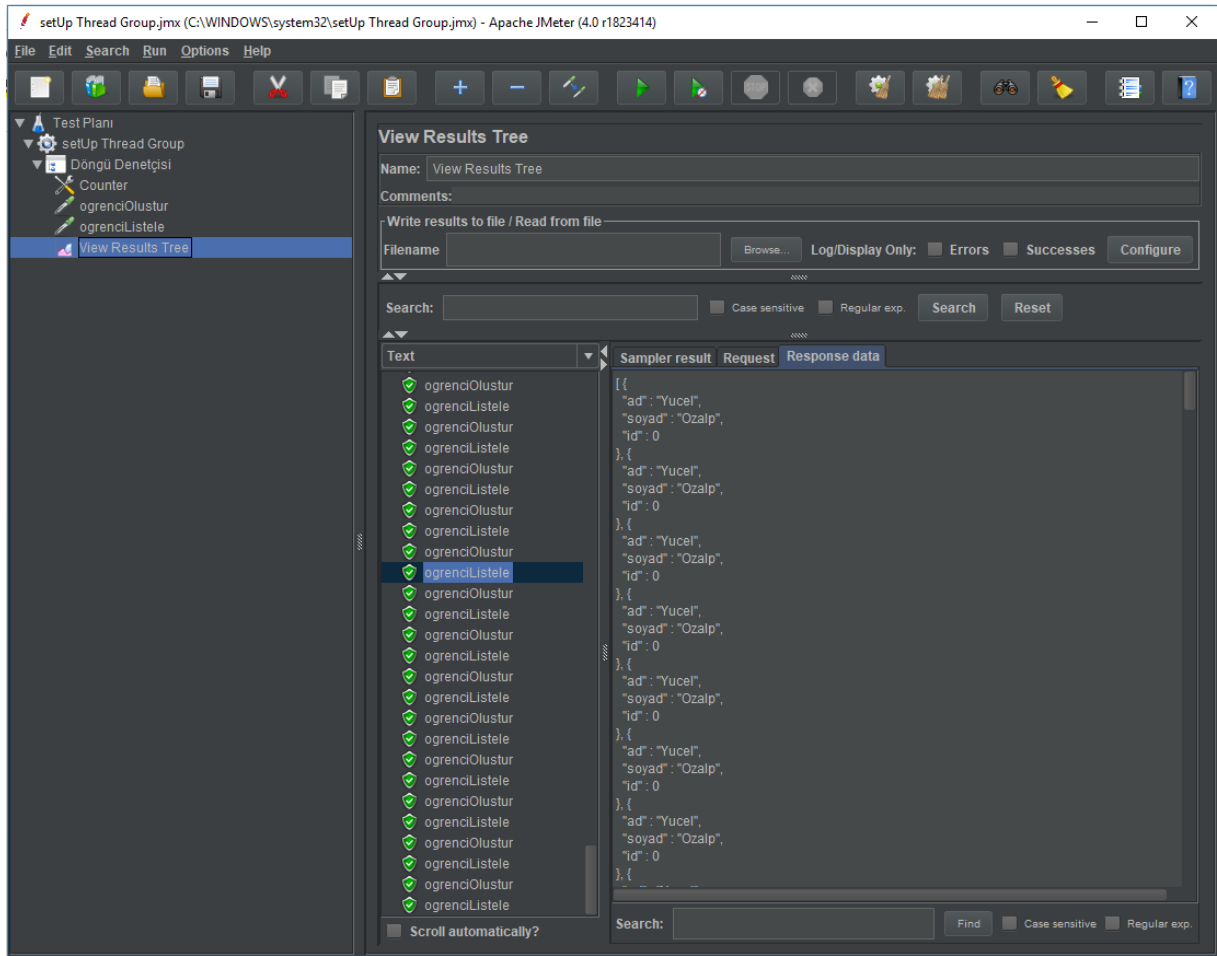 setUp Thread Group.jmx (C:\WINDOWS\system32\setUp Thread Group.jmx) - Apache JMeter (4.0 r1823414)
File Edit Search Run Options Help
STOP
Test Planı
setUp Thread Group
Döngü Denetçisi
Counter
ogrenciOlustur
ogrenciListele
View Results Tree
View Results Tree
Name: View Results Tree
Comments:
Write results to file / Read from file
Filename Browse... Log/Display Only: Errors Successes Configure
Search: Case sensitive Regular exp. Search Reset
Text
ogrenciOlustur
ogrenciListele
ogrenciOlustur
ogrenciListele
ogrenciOlustur
ogrenciListele
ogrenciOlustur
ogrenciListele
ogrenciOlustur
ogrenciListele
ogrenciOlustur
ogrenciListele
ogrenciOlustur
ogrenciListele
ogrenciOlustur
ogrenciListele
ogrenciOlustur
ogrenciListele
ogrenciOlustur
ogrenciListele
ogrenciOlustur
ogrenciListele
ogrenciOlustur
ogrenciListele
ogrenciOlustur
ogrenciListele
Scroll automatically?
Sampler result Request Response data
[ {
"ad" : "Yucel",
"soyad" : "Ozalp",
"id" : 0
}, {
"ad" : "Yucel",
"soyad" : "Ozalp",
"id" : 0
}, {
"ad" : "Yucel",
"soyad" : "Ozalp",
"id" : 0
}, {
"ad" : "Yucel",
"soyad" : "Ozalp",
"id" : 0
}, {
"ad" : "Yucel",
"soyad" : "Ozalp",
"id" : 0
}, {
"ad" : "Yucel",
"soyad" : "Ozalp",
"id" : 0
}, {
"ad" : "Yucel",
"soyad" : "Ozalp",
"id" : 0
}, {
Search: Find Case sensitive Regular exp.